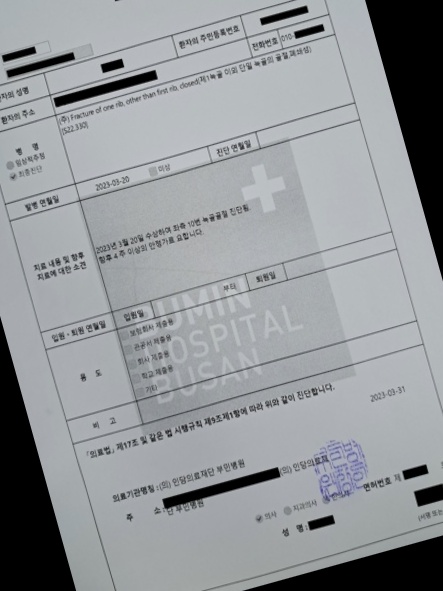 환자의 주민등록번호
환자의 성명
전화번호 010-
환자의 주소
(주) Fracture of one rib, other than first rib, closed(제1늑골 이외 단일 늑골의 골절,폐쇄성)
(S22.330)
병 명
임상적추정
최종진단
진단 연월일
발병 연월일 2023-03-20 미상
치료 내용 및 향후
치료에 대한 소견
2023년 3월 20일 수상하여 좌측 10번 늑골골절 진단됨.
향후 4 주 이상의 안정가료 요합니다.
입원 · 퇴원 연월일 입원일 부터 퇴원일
용 도
보험회사 제출용
관공서 제출용
회사 제출용
학교 제출용
기타
BUMIN
HOSPITAL
BUSAN
비 고
「의료법」 제17조 및 같은 법 시행규칙 제9조제1항에 따라 위와 같이 진단합니다.
2023-03-31
의료기관명칭 : (의) 인당의료재단 부민병원
주 소 : (의) 인당의료재
단 부민병원
의사 치과의사 면허번호 제
성 명 :
(서명 또는